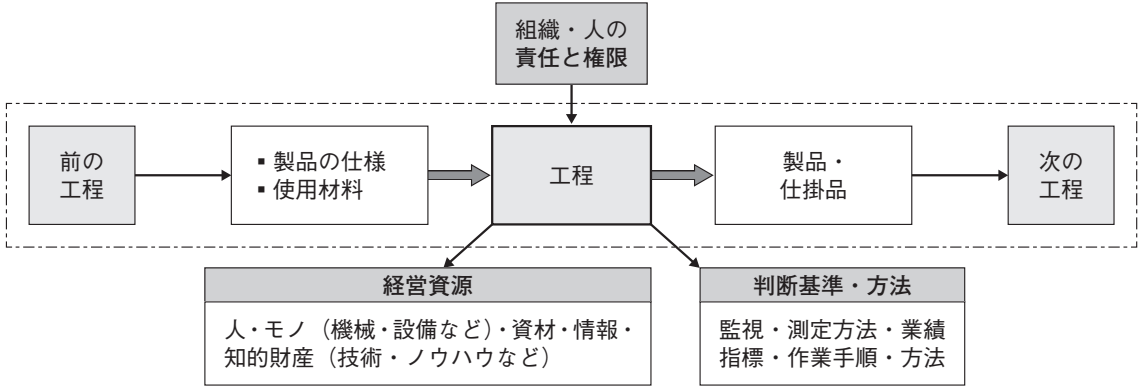 組織・人の
責任と権限
前の
工程
▪ 製品の仕様
▪ 使用材料
工程
製品・
仕掛品
次の
工程
経営資源
人・モノ（機械・設備など）・資材・情報・
知的財産（技術・ノウハウなど）
判断基準・方法
監視・測定方法・業績
指標・作業手順・方法